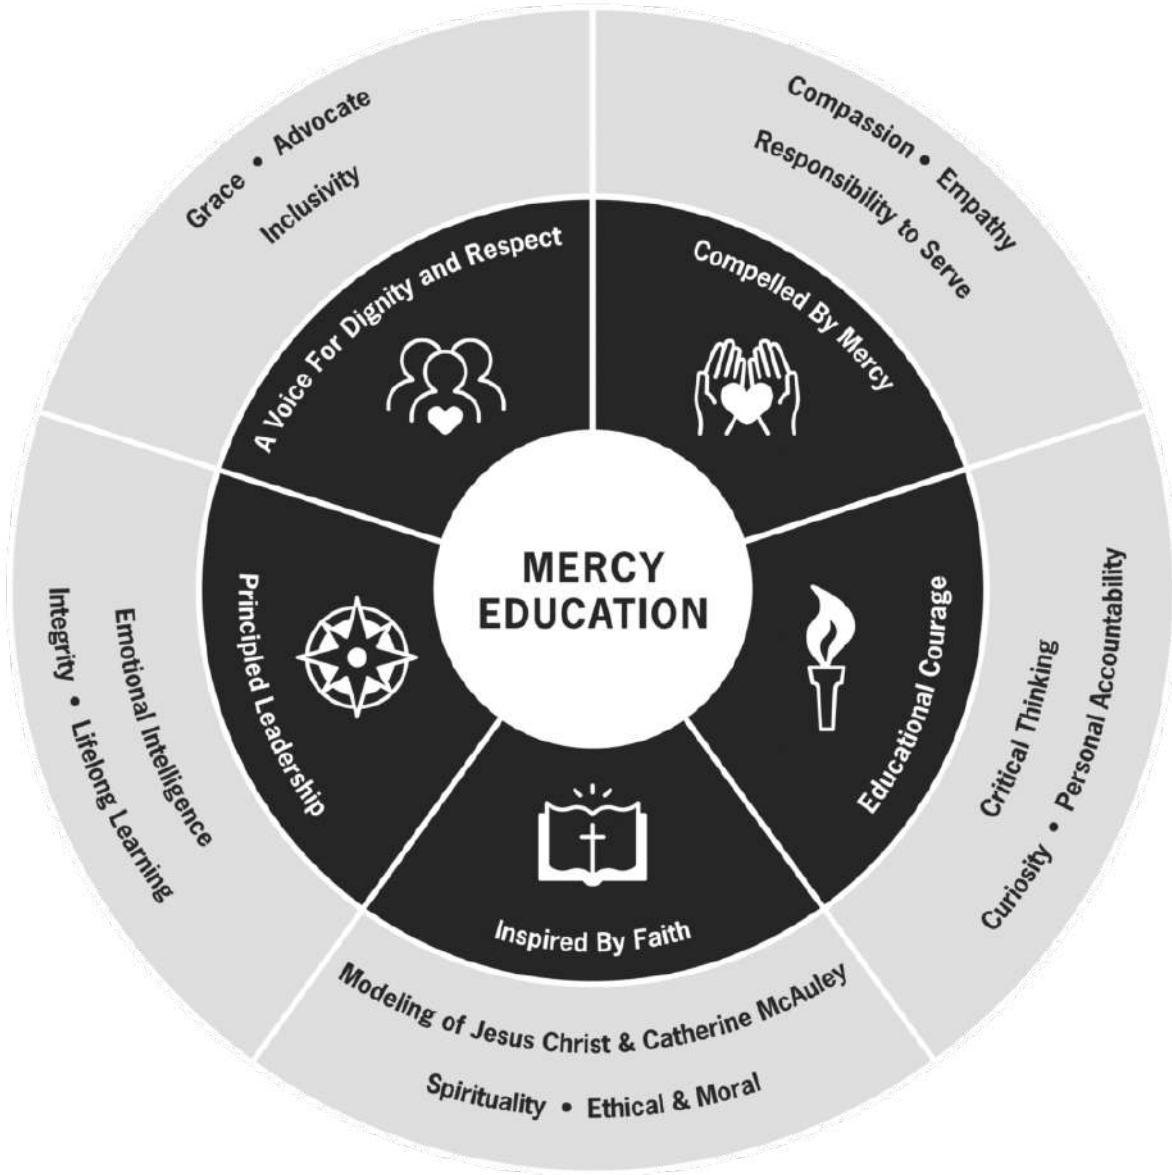 MERCY
EDUCATION
Compelled By Mercy
Compassion • Empathy
Responsibility to Serve
Educational Courage
Critical Thinking
Curiosity • Personal Accountability
Inspired By Faith
Modeling of Jesus Christ & Catherine McAuley
Spirituality • Ethical & Moral
Principled Leadership
Emotional Intelligence
Integrity • Lifelong Learning
A Voice For Dignity and Respect
Grace • Advocate
Inclusivity